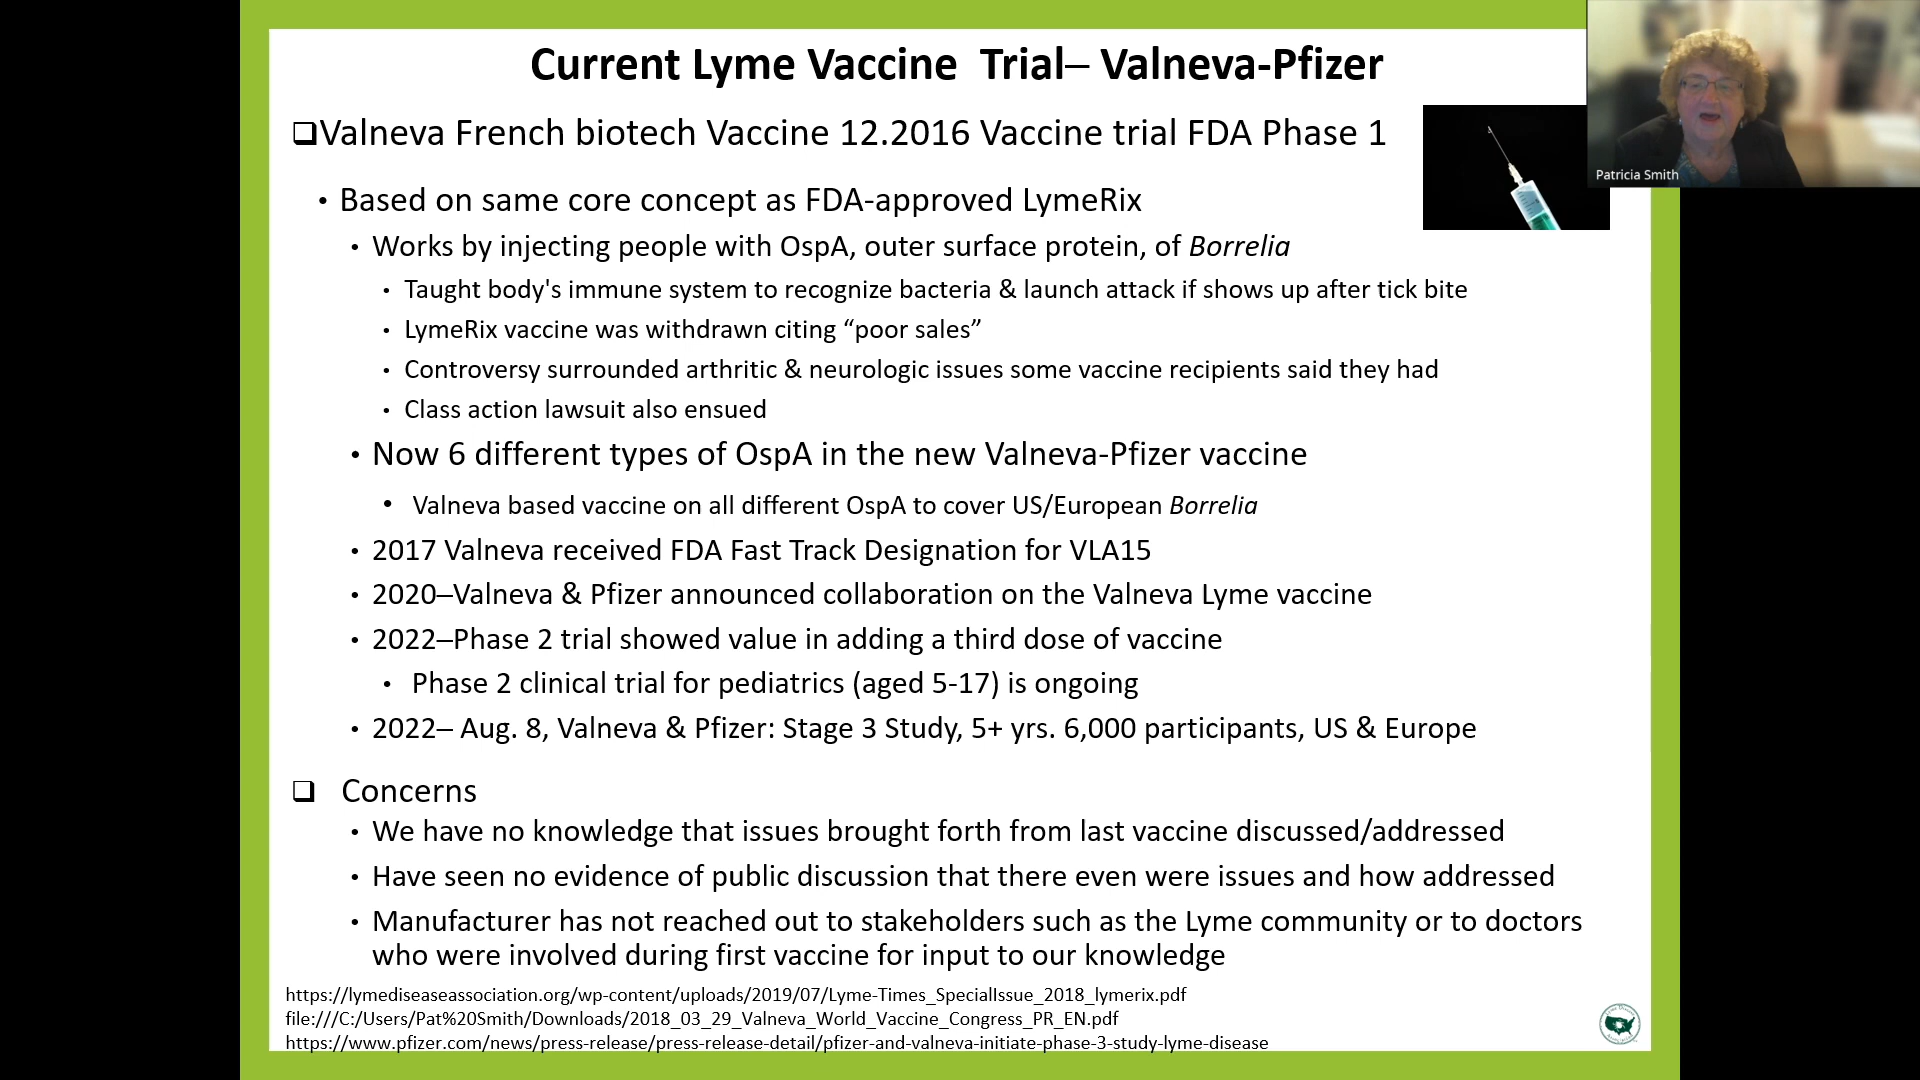 Current Lyme Vaccine  Trial– Valneva-Pfizer
Patricia Smith
❑Valneva French biotech Vaccine 12.2016 Vaccine trial FDA Phase 1
• Based on same core concept as FDA-approved LymeRix
• Works by injecting people with OspA, outer surface protein, of Borrelia
• Taught body's immune system to recognize bacteria & launch attack if shows up after tick bite
• LymeRix vaccine was withdrawn citing “poor sales”
• Controversy surrounded arthritic & neurologic issues some vaccine recipients said they had
• Class action lawsuit also ensued
• Now 6 different types of OspA in the new Valneva-Pfizer vaccine
• Valneva based vaccine on all different OspA to cover US/European Borrelia
• 2017 Valneva received FDA Fast Track Designation for VLA15
• 2020–Valneva & Pfizer announced collaboration on the Valneva Lyme vaccine
• 2022–Phase 2 trial showed value in adding a third dose of vaccine
• Phase 2 clinical trial for pediatrics (aged 5-17) is ongoing
• 2022– Aug. 8, Valneva & Pfizer: Stage 3 Study, 5+ yrs. 6,000 participants, US & Europe
❑ Concerns
• We have no knowledge that issues brought forth from last vaccine discussed/addressed
• Have seen no evidence of public discussion that there even were issues and how addressed
• Manufacturer has not reached out to stakeholders such as the Lyme community or to doctors
who were involved during first vaccine for input to our knowledge
https://lymediseaseassociation.org/wp-content/uploads/2019/07/Lyme-Times_SpecialIssue_2018_lymerix.pdf
file:///C:/Users/Pat%20Smith/Downloads/2018_03_29_Valneva_World_Vaccine_Congress_PR_EN.pdf
https://www.pfizer.com/news/press-release/press-release-detail/pfizer-and-valneva-initiate-phase-3-study-lyme-disease